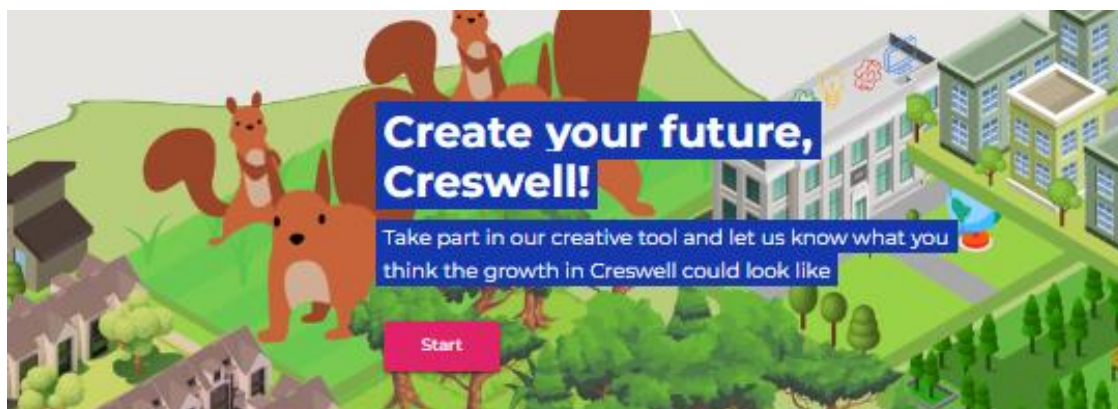 Create your future,
Creswell!
Take part in our creative tool and let us know what you
think the growth in Creswell could look like
Start